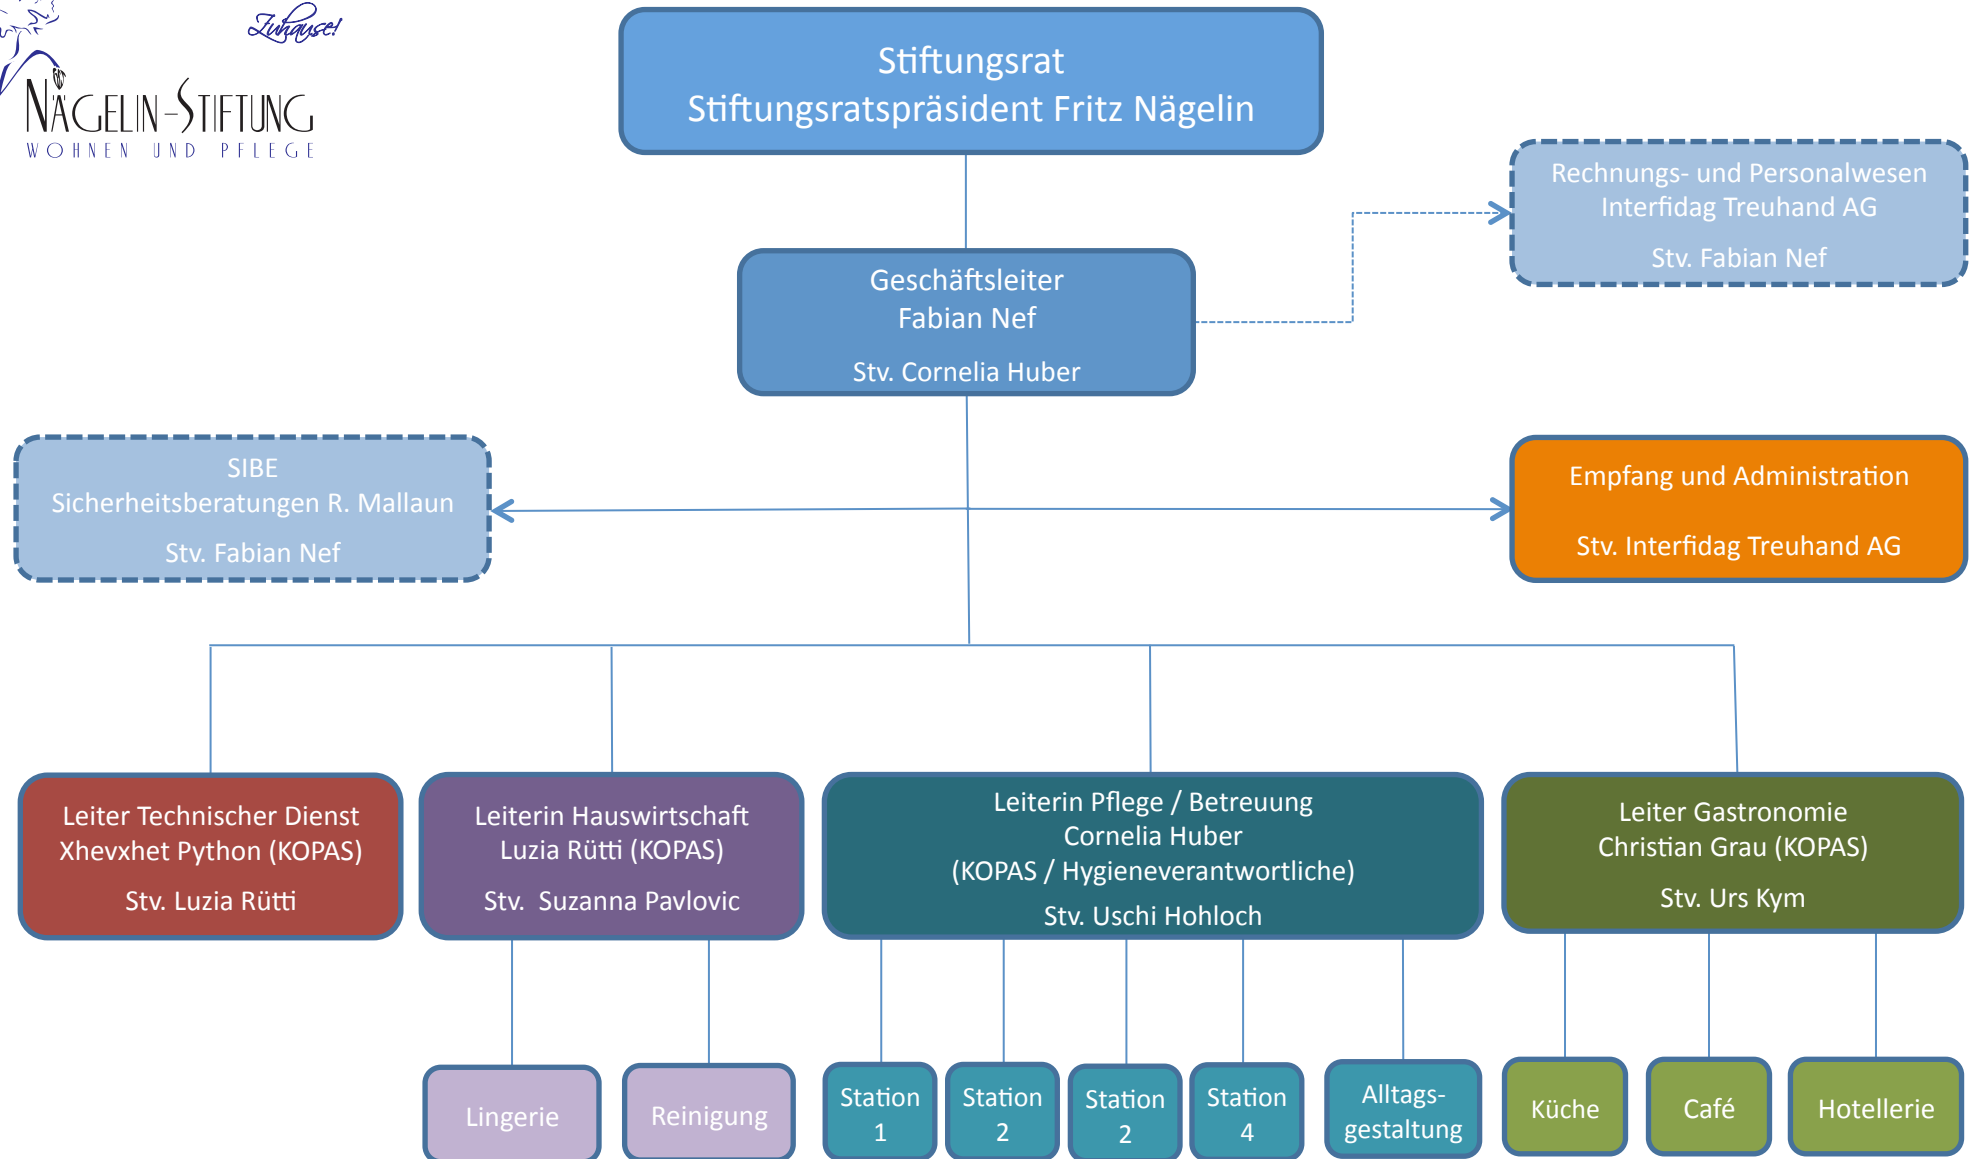 Zuhause!
NÄGELIN-STIFTUNG
WOHNEN UND PFLEGE
Stiftungsrat
Stiftungsratspräsident Fritz Nägelin
Rechnungs- und Personalwesen
Interfidag Treuhand AG
Stv. Fabian Nef
Geschäftsleiter
Fabian Nef
Stv. Cornelia Huber
SIBE
Sicherheitsberatungen R. Mallaun
Stv. Fabian Nef
Empfang und Administration
Stv. Interfidag Treuhand AG
Leiter Technischer Dienst
Xhevxhet Python (KOPAS)
Stv. Luzia Rütti
Leiterin Hauswirtschaft
Luzia Rütti (KOPAS)
Stv. Suzanna Pavlovic
Leiterin Pflege / Betreuung
Cornelia Huber
(KOPAS / Hygieneverantwortliche)
Stv. Uschi Hohloch
Leiter Gastronomie
Christian Grau (KOPAS)
Stv. Urs Kym
Lingerie
Reinigung
Station
1
Station
2
Station
2
Station
4
Alltags-
gestaltung
Küche
Café
Hotellerie